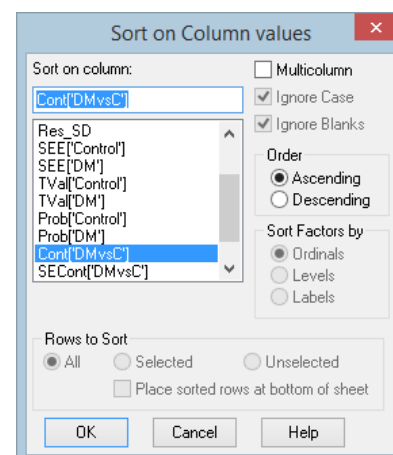 Sort on Column values
Sort on column:
Cont['DMvsC']
Res_SD
SEE['Control']
SEE['DM']
TVal['Control']
TVal['DM']
Prob['Control']
Prob['DM']
Cont['DMvsC']
SECont['DMvsC']
Multicolumn
Ignore Case
Ignore Blanks
Order
Ascending
Descending
Sort Factors by
Ordinals
Levels
Labels
Rows to Sort
All Selected Unselected
Place sorted rows at bottom of sheet
OK Cancel Help